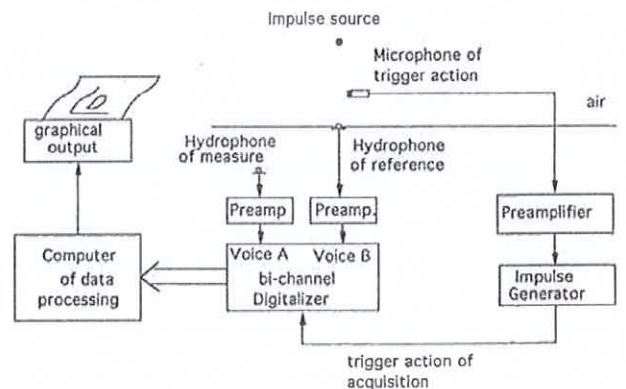 Impulse source
Microphone of
trigger action
air
graphical
output
Hydrophone
of measure
Hydrophone
of reference
Preamp
Preamp.
Preamplifier
Computer
of data
processing
Voice A
Voice B
bi-channel
Digitalizer
Impulse
Generator
trigger action of
acquisition